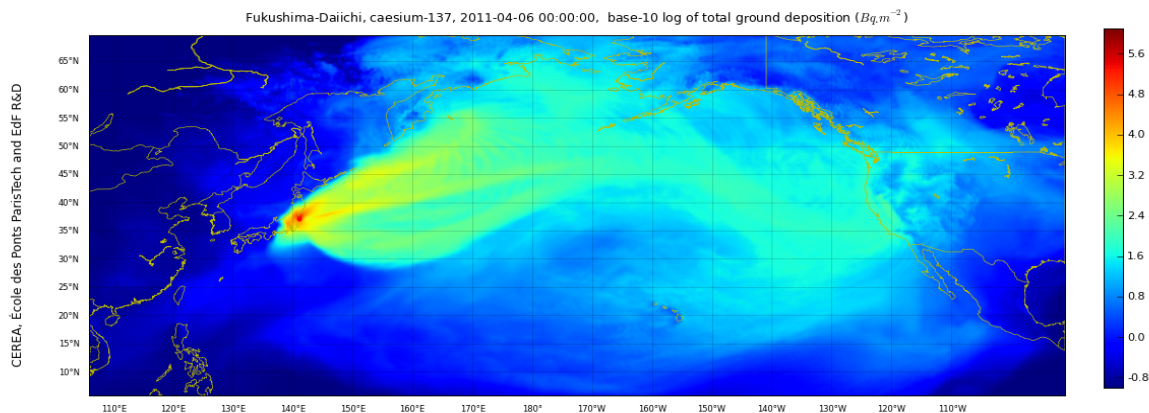 Fukushima-Daiichi, caesium-137, 2011-04-06 00:00:00, base-10 log of total ground deposition (Bq.m⁻²)
CEREA, École des Ponts ParisTech and EdF R&D
65°N
60°N
55°N
50°N
45°N
40°N
35°N
30°N
25°N
20°N
15°N
10°N
110°E 120°E 130°E 140°E 150°E 160°E 170°E 180° 170°W 160°W 150°W 140°W 130°W 120°W 110°W
5.6
4.8
4.0
3.2
2.4
1.6
0.8
0.0
-0.8